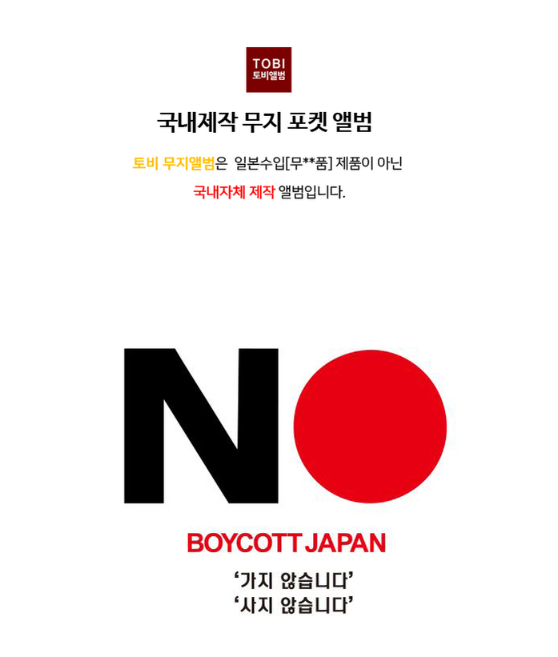 TOBI
토비앨범
국내제작 무지 포켓 앨범
토비 무지앨범은 일본수입[무**품] 제품이 아닌
국내자체 제작 앨범입니다.
NO
BOYCOTT JAPAN
‘가지 않습니다’
‘사지 않습니다’